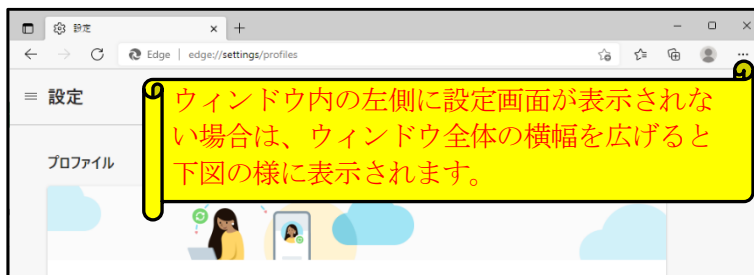 設定
Edge | edge://settings/profiles
設定
ウィンドウ内の左側に設定画面が表示されな
い場合は、ウィンドウ全体の横幅を広げると
下図の様に表示されます。
プロファイル